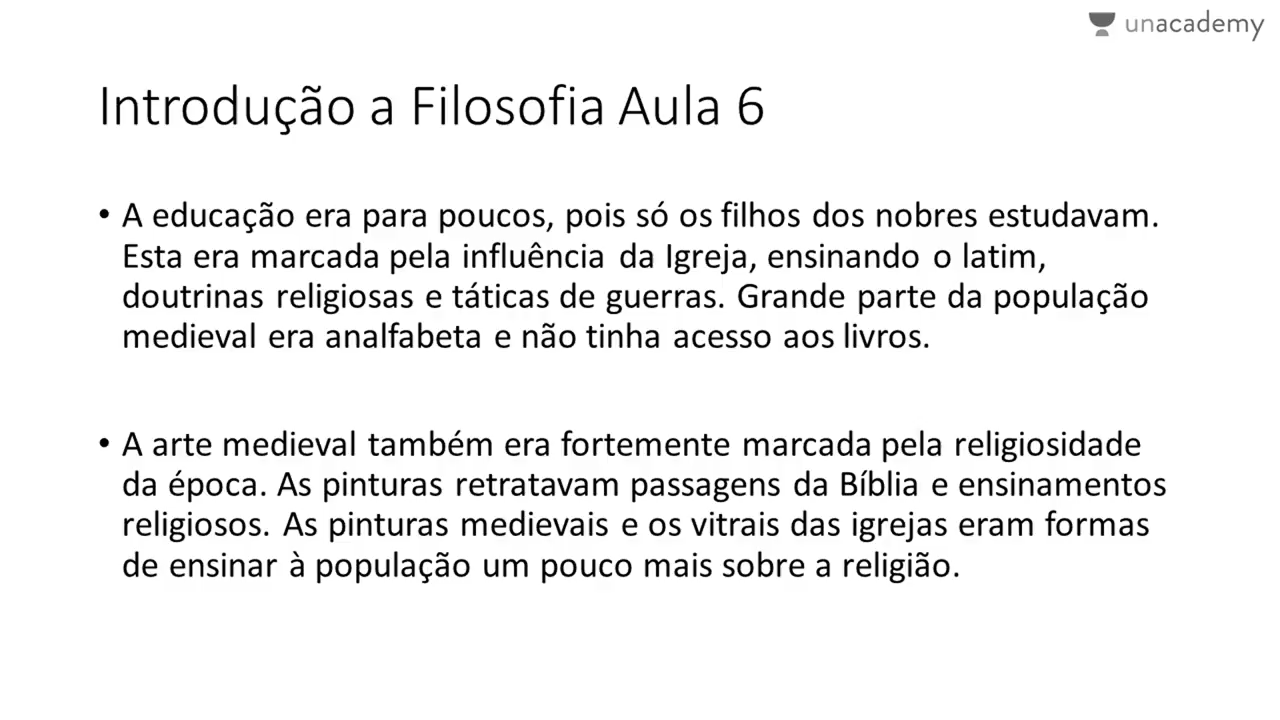 unacademy
Introdução a Filosofia Aula 6
• A educação era para poucos, pois só os filhos dos nobres estudavam.
Esta era marcada pela influência da Igreja, ensinando o latim,
doutrinas religiosas e táticas de guerras. Grande parte da população
medieval era analfabeta e não tinha acesso aos livros.
• A arte medieval também era fortemente marcada pela religiosidade
da época. As pinturas retratavam passagens da Bíblia e ensinamentos
religiosos. As pinturas medievais e os vitrais das igrejas eram formas
de ensinar à população um pouco mais sobre a religião.